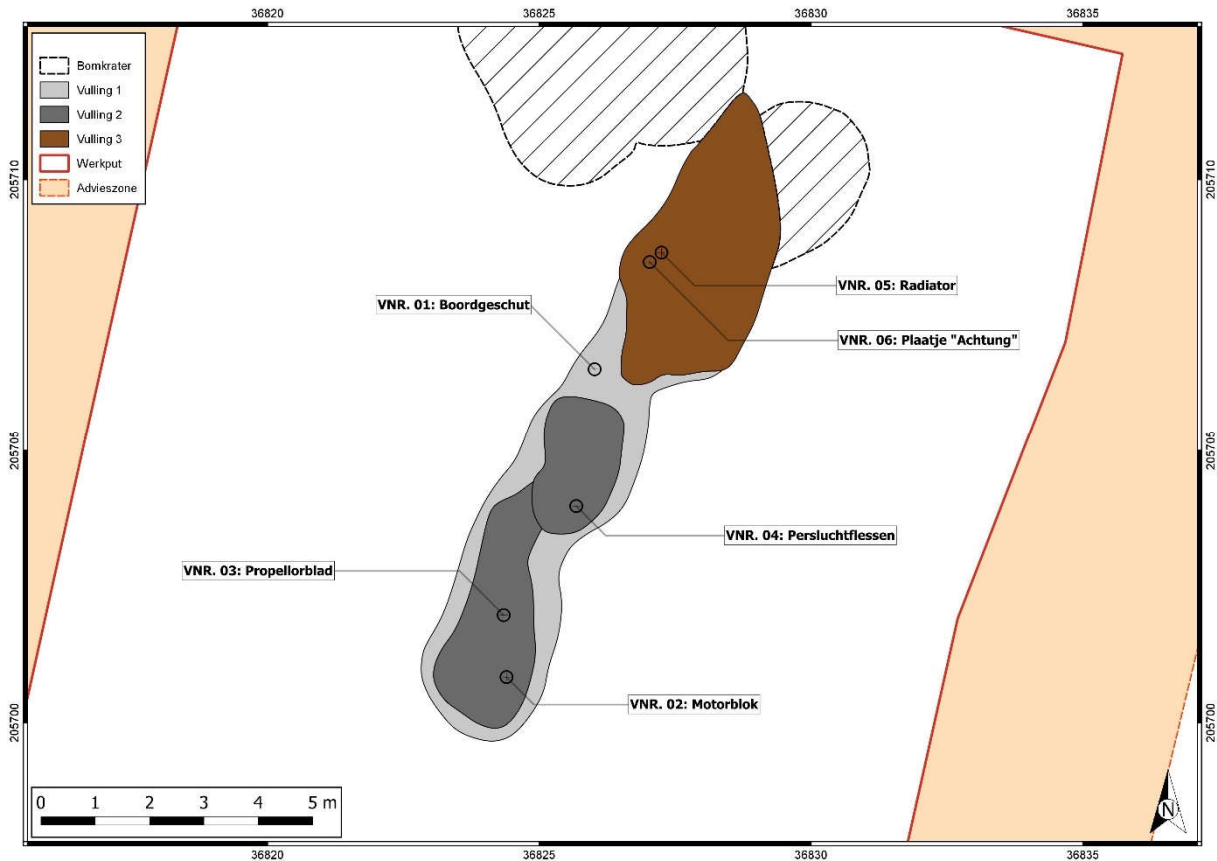 36820 36825 36830 36835
Bomkrater
Vulling 1
Vulling 2
Vulling 3
Werkput
Advieszone
205710
205710
VNR. 05: Radiator
VNR. 01: Boordgeschut
VNR. 06: Plaatje "Achtung"
205705
205705
VNR. 04: Persluchtflessen
VNR. 03: Propellorblad
VNR. 02: Motorblok
205700
205700
0 1 2 3 4 5 m
N
36820 36825 36830 36835